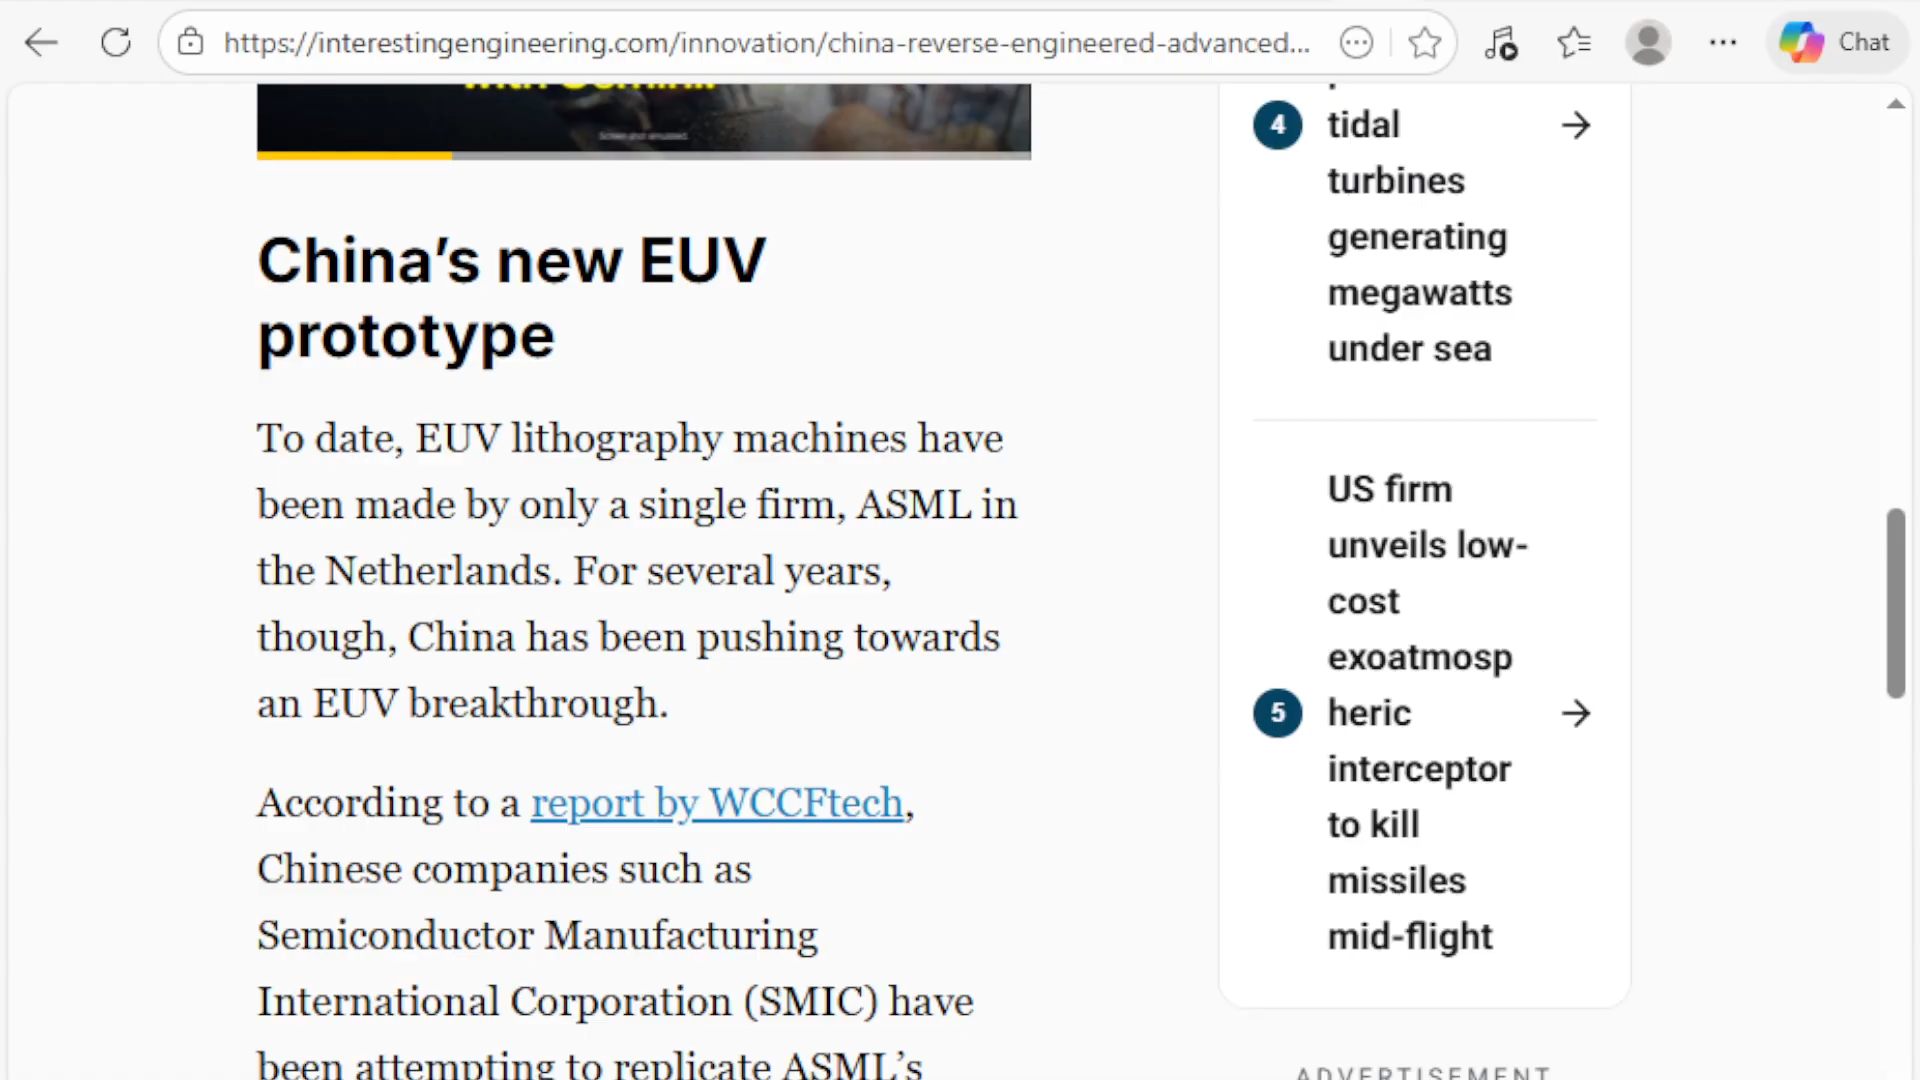 https://interestingengineering.com/innovation/china-reverse-engineered-advanced...
Chat
China's new EUV
prototype
To date, EUV lithography machines have
been made by only a single firm, ASML in
the Netherlands. For several years,
though, China has been pushing towards
an EUV breakthrough.
According to a report by WCCFtech,
Chinese companies such as
Semiconductor Manufacturing
International Corporation (SMIC) have
been attempting to replicate ASML's
4
tidal
turbines
generating
megawatts
under sea
US firm
unveils low-
cost
exoatmosp
5
heric
interceptor
to kill
missiles
mid-flight
ADVERTISEMENT